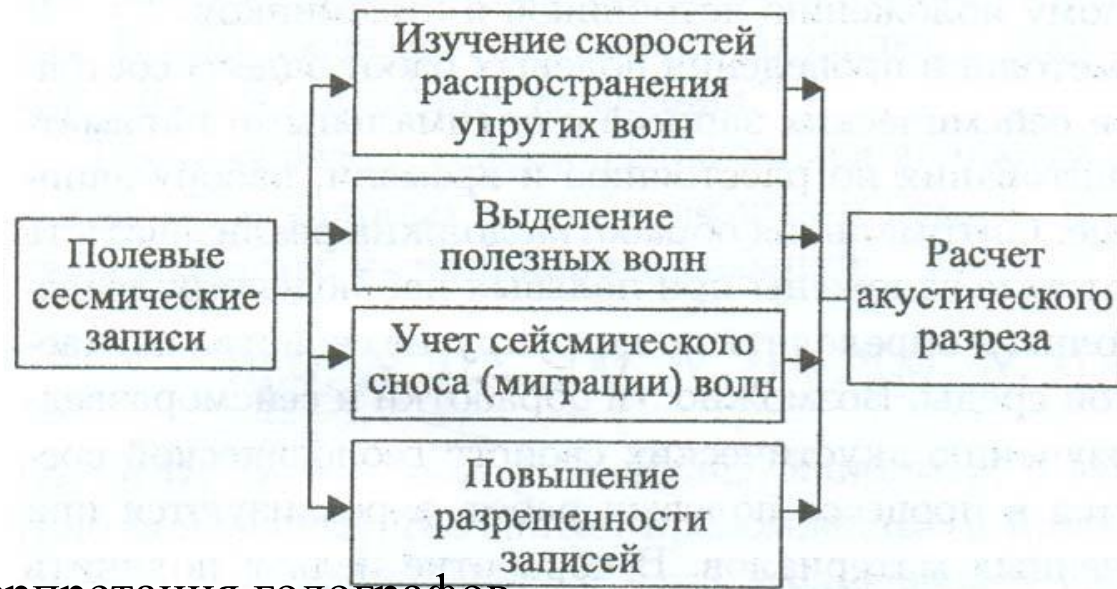 Изучение скоростей
распространения
упругих волн
Полевые
сесмические
записи
Выделение
полезных волн
Учет сейсмического
сноса (миграции) волн
Повышение
разрешенности
записей
Расчет
акустического
разреза